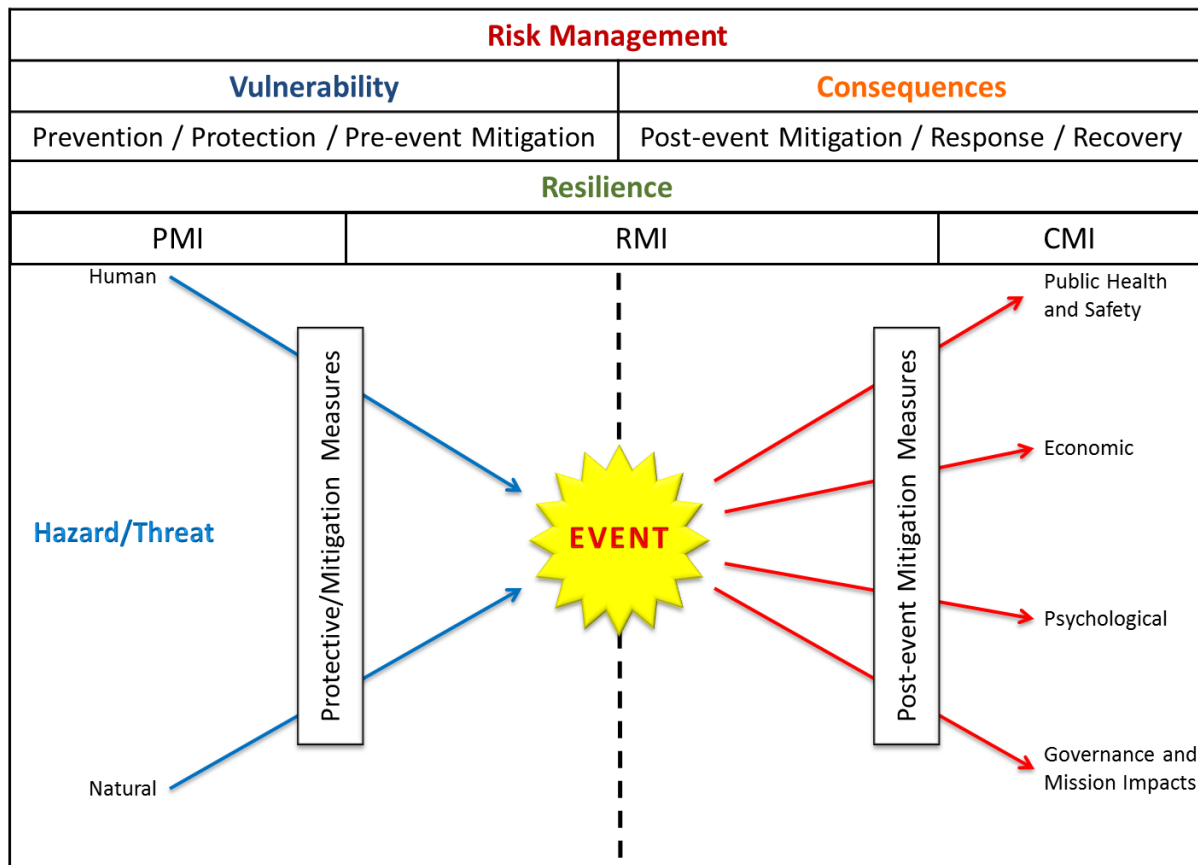 Risk Management
Vulnerability
Consequences
Prevention / Protection / Pre-event Mitigation
Post-event Mitigation / Response / Recovery
Resilience
PMI
RMI
CMI
Human
Hazard/Threat
Natural
Protective/Mitigation Measures
EVENT
Post-event Mitigation Measures
Public Health
and Safety
Economic
Psychological
Governance and
Mission Impacts